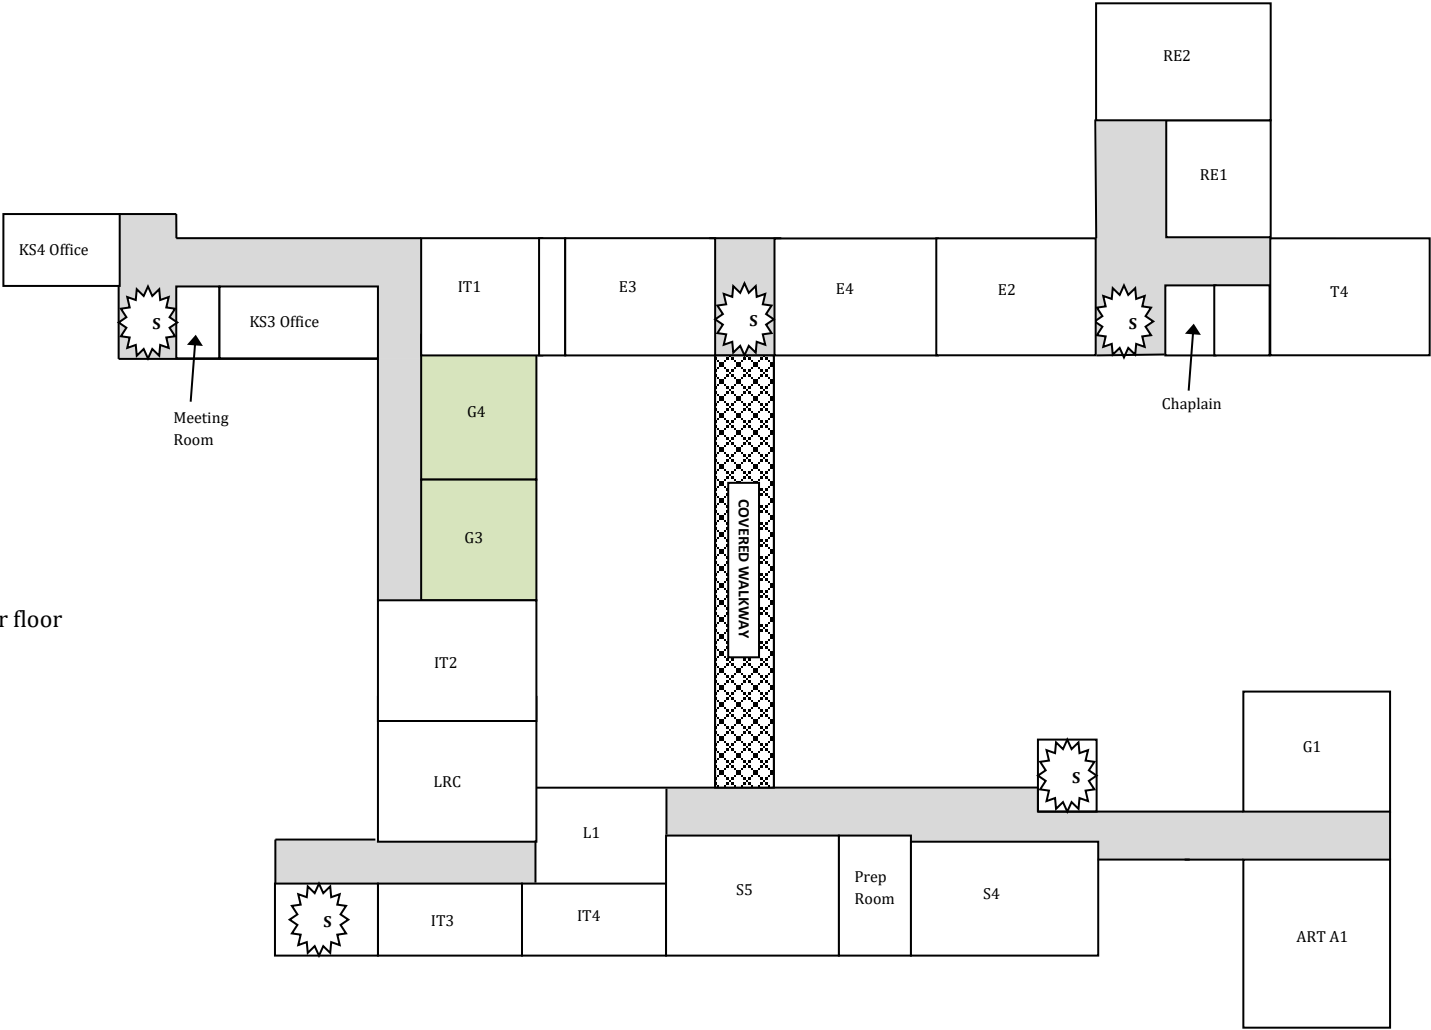 RE2
RE1
KS4 Office
IT1
E3
E4
E2
T4
S
KS3 Office
S
S
Meeting
Room
Chaplain
G4
G3
COVERED WALKWAY
r floor
IT2
LRC
G1
S
L1
S5
Prep
Room
S4
S
IT3
IT4
ART A1